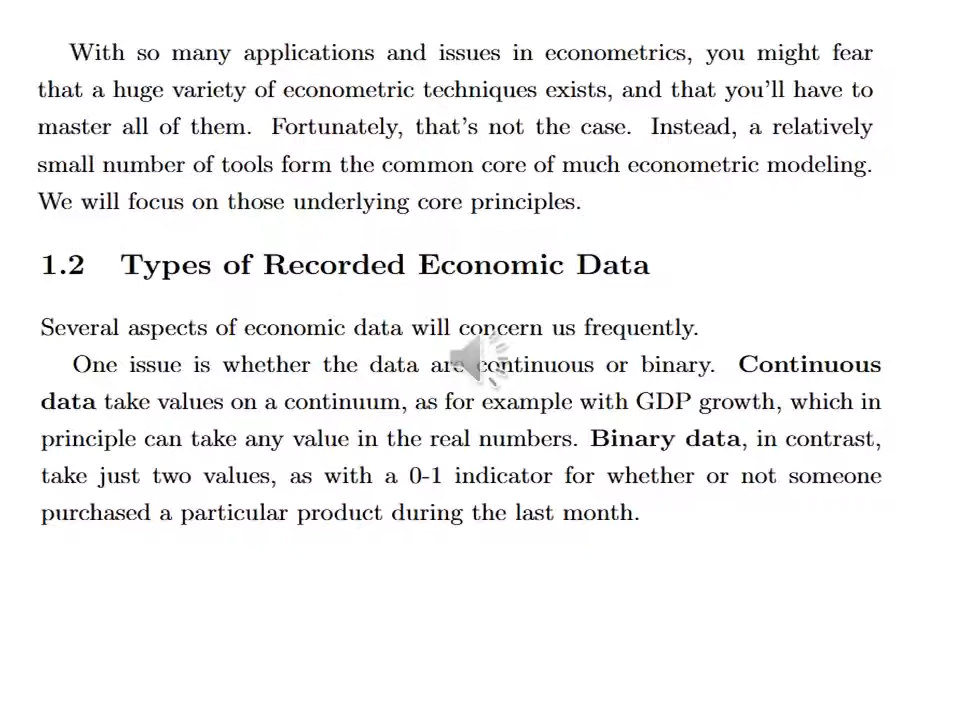 With so many applications and issues in econometrics, you might fear
that a huge variety of econometric techniques exists, and that you'll have to
master all of them. Fortunately, that's not the case. Instead, a relatively
small number of tools form the common core of much econometric modeling.
We will focus on those underlying core principles.
1.2 Types of Recorded Economic Data
Several aspects of economic data will concern us frequently.
One issue is whether the data are continuous or binary. Continuous
data take values on a continuum, as for example with GDP growth, which in
principle can take any value in the real numbers. Binary data, in contrast,
take just two values, as with a 0-1 indicator for whether or not someone
purchased a particular product during the last month.